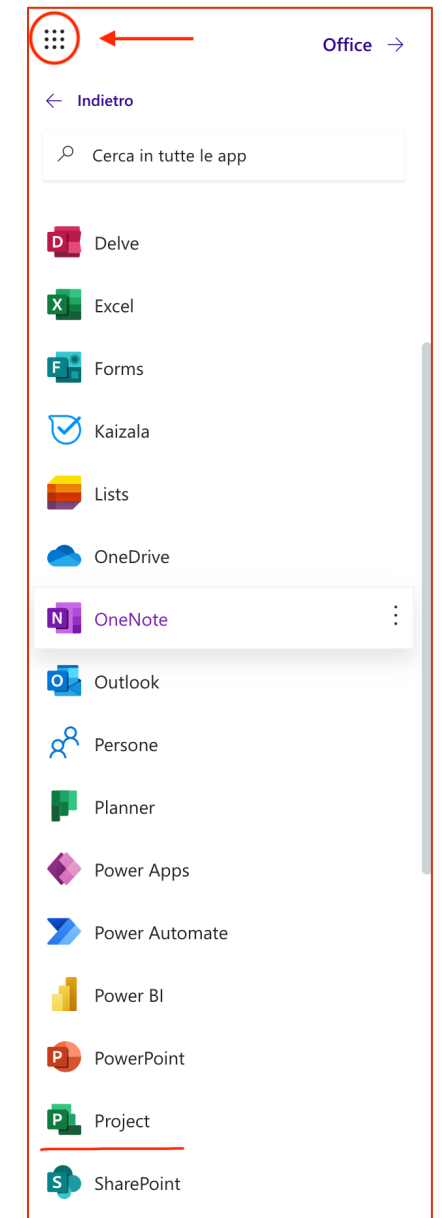 Office
Indietro
Cerca in tutte le app
D Delve
X Excel
F Forms
Kaizala
Lists
OneDrive
N OneNote
O Outlook
Persone
Planner
Power Apps
Power Automate
Power BI
P PowerPoint
P Project
S SharePoint